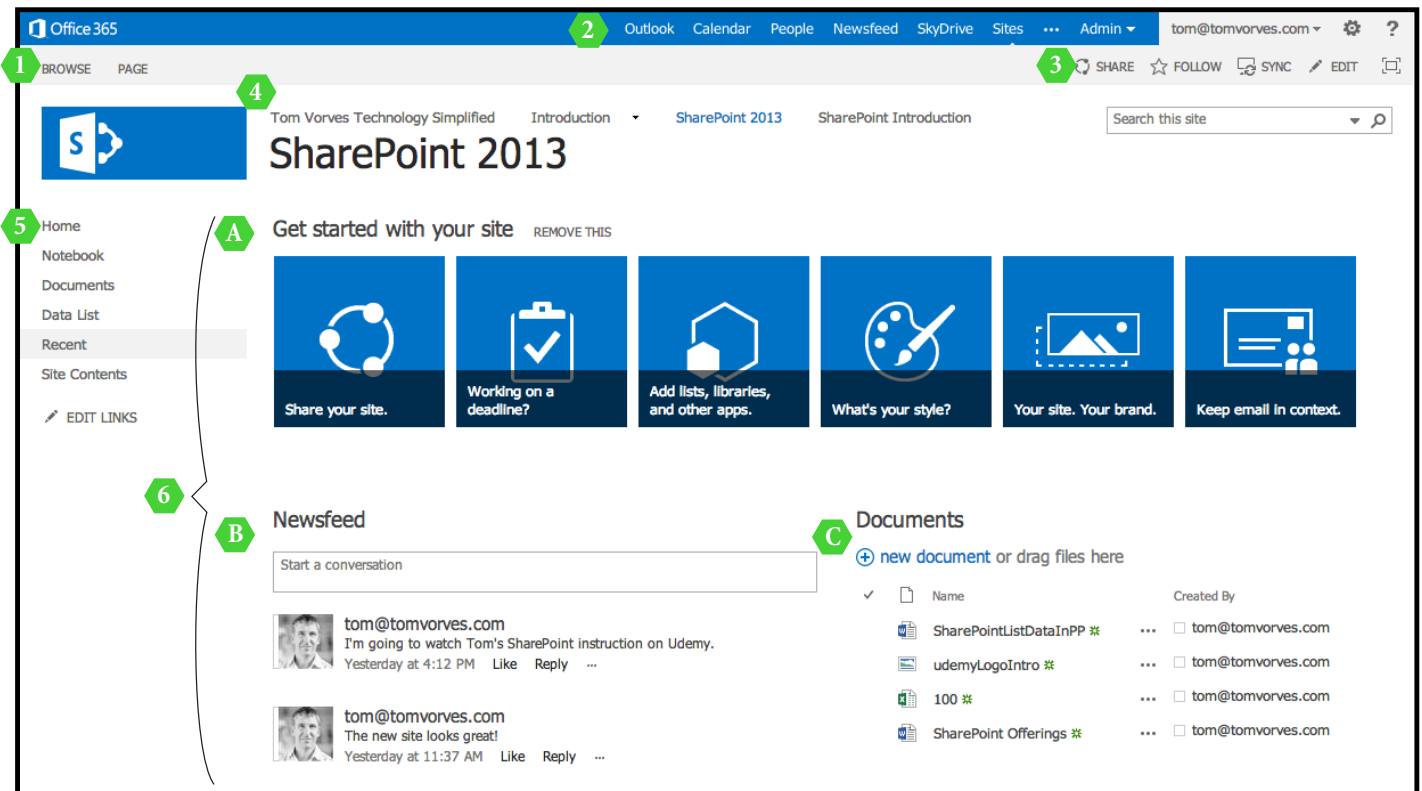 Office 365
2
Outlook Calendar People Newsfeed SkyDrive Sites ••• Admin
tom@tomvorves.com
?
1
BROWSE PAGE
3
SHARE FOLLOW SYNC EDIT
4
Tom Vorves Technology Simplified Introduction SharePoint 2013 SharePoint Introduction
Search this site
S
SharePoint 2013
5
Home
Notebook
Documents
Data List
Recent
Site Contents
EDIT LINKS
6
A
Get started with your site REMOVE THIS
Share your site.
Working on a
deadline?
Add lists, libraries,
and other apps.
What's your style?
Your site. Your brand.
Keep email in context.
B
Newsfeed
Start a conversation
tom@tomvorves.com
I'm going to watch Tom's SharePoint instruction on Udemy.
Yesterday at 4:12 PM Like Reply ...
tom@tomvorves.com
The new site looks great!
Yesterday at 11:37 AM Like Reply ...
C
Documents
new document or drag files here
Name Created By
SharePointListDataInPP ... tom@tomvorves.com
udemyLogoIntro ... tom@tomvorves.com
100 ... tom@tomvorves.com
SharePoint Offerings ... tom@tomvorves.com